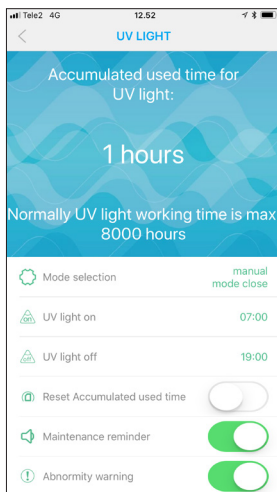 Tele2 4G 12.52
UV LIGHT
Accumulated used time for
UV light:
1 hours
Normally UV light working time is max
8000 hours
Mode selection
manual
mode close
on
UV light on
07:00
UV light off
19:00
Reset Accumulated used time
Maintenance reminder
Abnormity warning